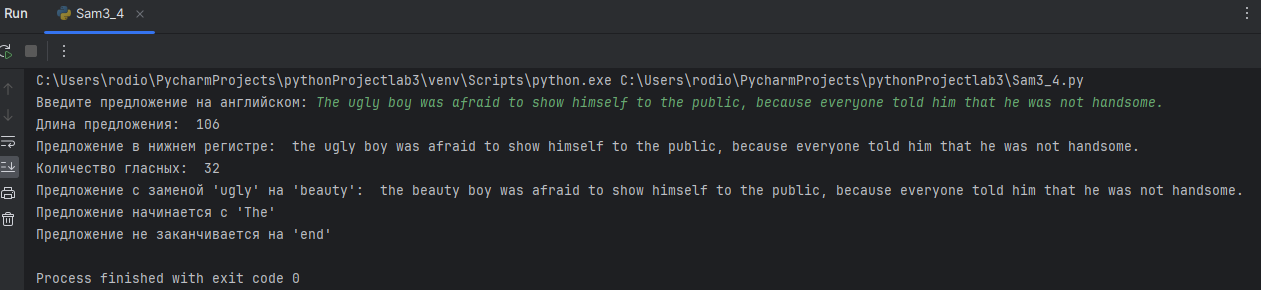 Run Sam3_4
C:\Users\rodio\PycharmProjects\pythonProjectlab3\venv\Scripts\python.exe C:\Users\rodio\PycharmProjects\pythonProjectlab3\Sam3_4.py
Введите предложение на английском: The ugly boy was afraid to show himself to the public, because everyone told him that he was not handsome.
Длина предложения:  106
Предложение в нижнем регистре:  the ugly boy was afraid to show himself to the public, because everyone told him that he was not handsome.
Количество гласных:  32
Предложение с заменой 'ugly' на 'beauty':  the beauty boy was afraid to show himself to the public, because everyone told him that he was not handsome.
Предложение начинается с 'The'
Предложение не заканчивается на 'end'
Process finished with exit code 0